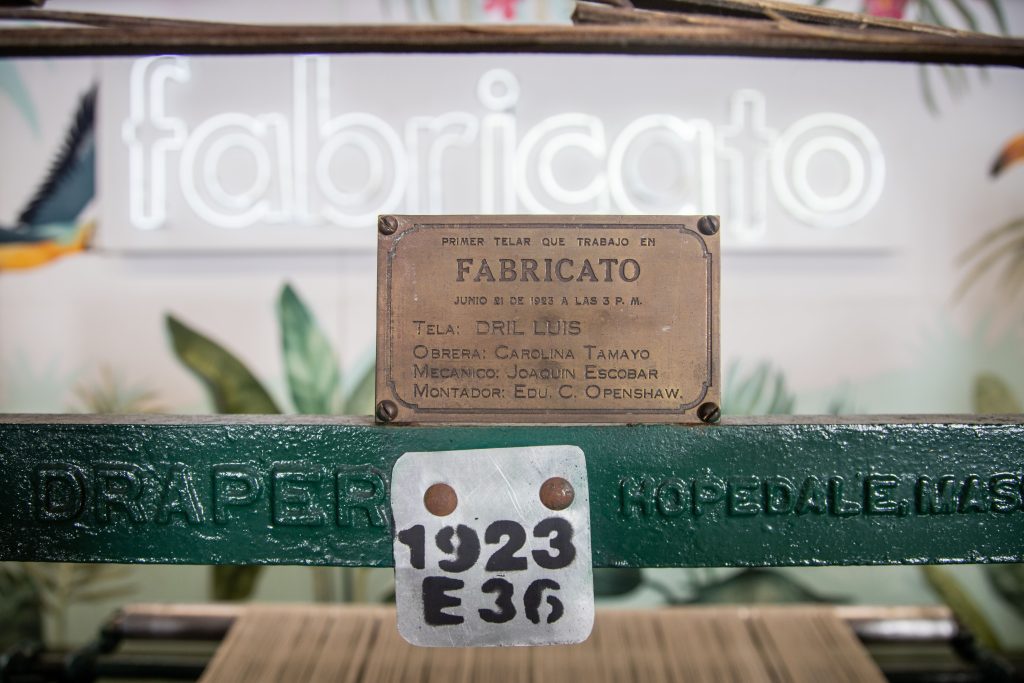 fabricato
PRIMER TELAR QUE TRABAJO EN
FABRICATO
JUNIO 21 DE 1923 A LAS 3 P. M.
TELA: DRIL LUIS
OBRERA: CAROLINA TAMAYO
MECANICO: JOAQUIN ESCOBAR
MONTADOR: EDU. C. OPENSHAW.
DRAPER HOPEDALE, MAS
1923
E 36